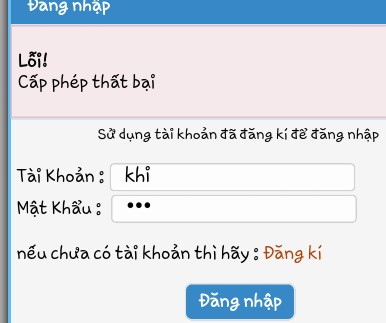 Đăng nhập
Lỗi!
Cấp phép thất bại
Sử dụng tài khoản đã đăng kí để đăng nhập
Tài Khoản : khỉ
Mật Khẩu : •••
nếu chưa có tài khoản thì hãy : Đăng kí
Đăng nhập